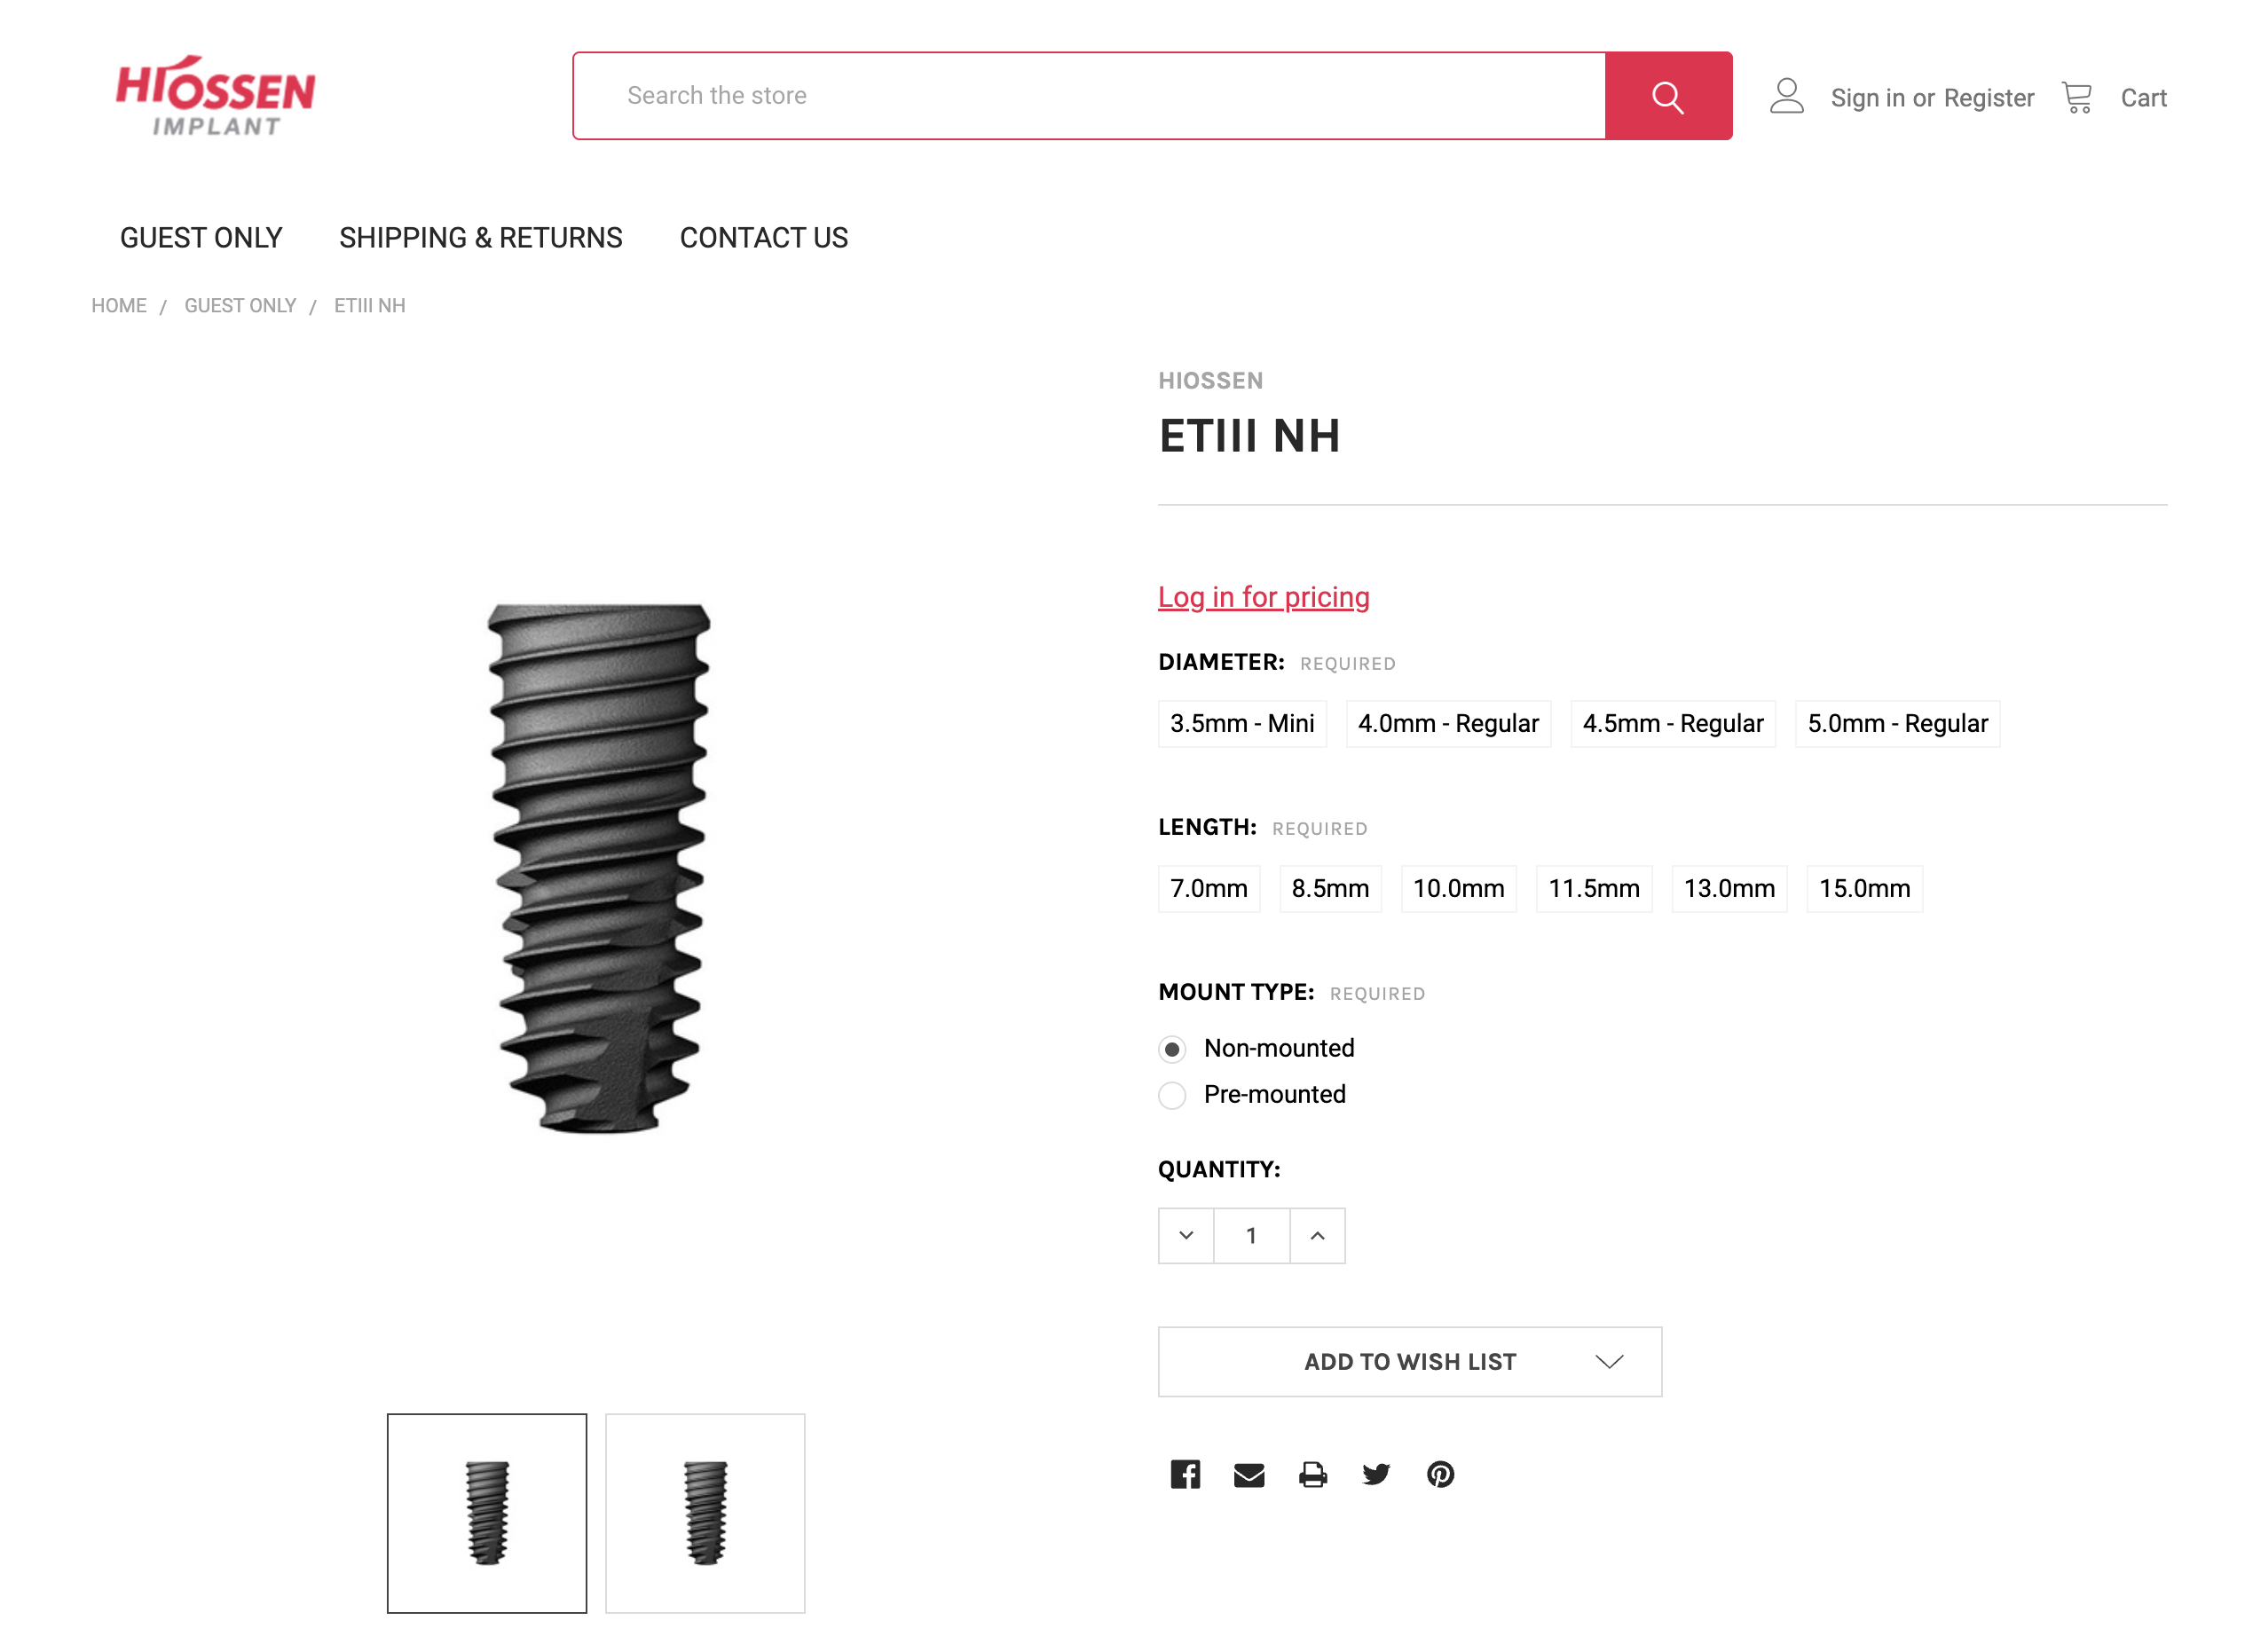 HIOSSEN
IMPLANT
Search the store
Sign in or Register
Cart
GUEST ONLY SHIPPING & RETURNS CONTACT US
HOME / GUEST ONLY / ETIII NH
HIOSSEN
ETIII NH
Log in for pricing
DIAMETER: REQUIRED
3.5mm - Mini 4.0mm - Regular 4.5mm - Regular 5.0mm - Regular
LENGTH: REQUIRED
7.0mm 8.5mm 10.0mm 11.5mm 13.0mm 15.0mm
MOUNT TYPE: REQUIRED
Non-mounted
Pre-mounted
QUANTITY:
1
ADD TO WISH LIST